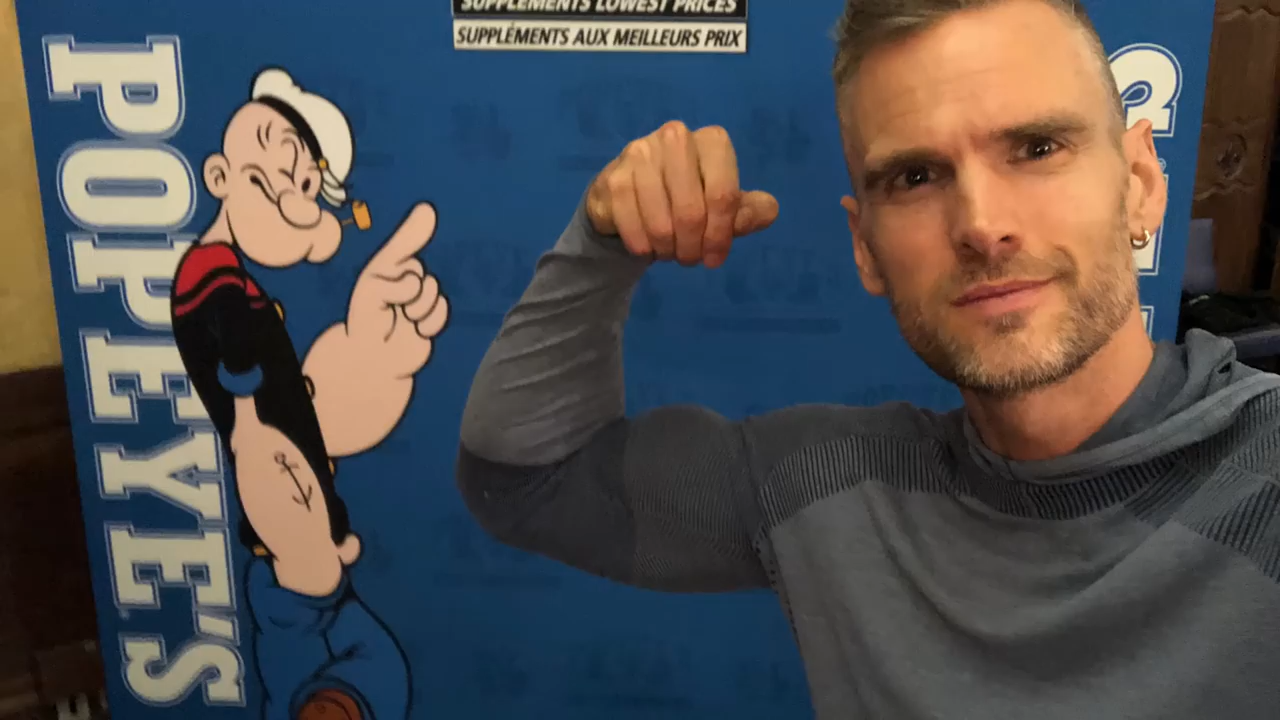 SUPPLEMENTS LOWEST PRICES
SUPPLÉMENTS AUX MEILLEURS PRIX
POPEYE'S